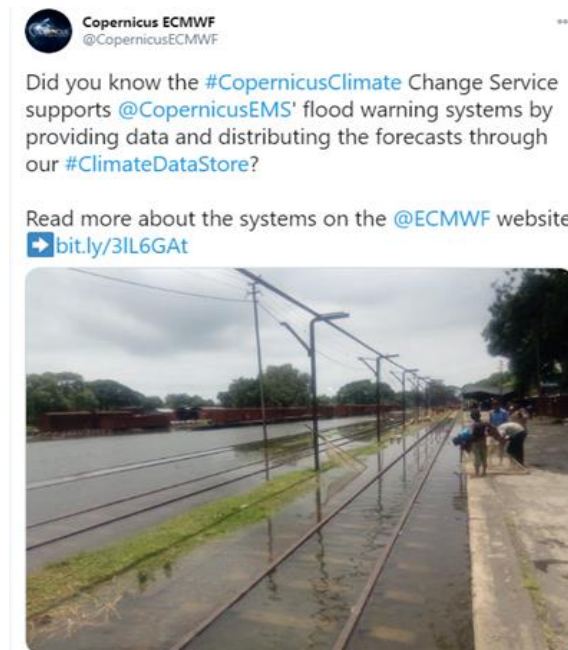 Copernicus ECMWF
@CopernicusECMWF
Did you know the #CopernicusClimate Change Service
supports @CopernicusEMS' flood warning systems by
providing data and distributing the forecasts through
our #ClimateDataStore?
Read more about the systems on the @ECMWF website
➡bit.ly/3lL6GAt